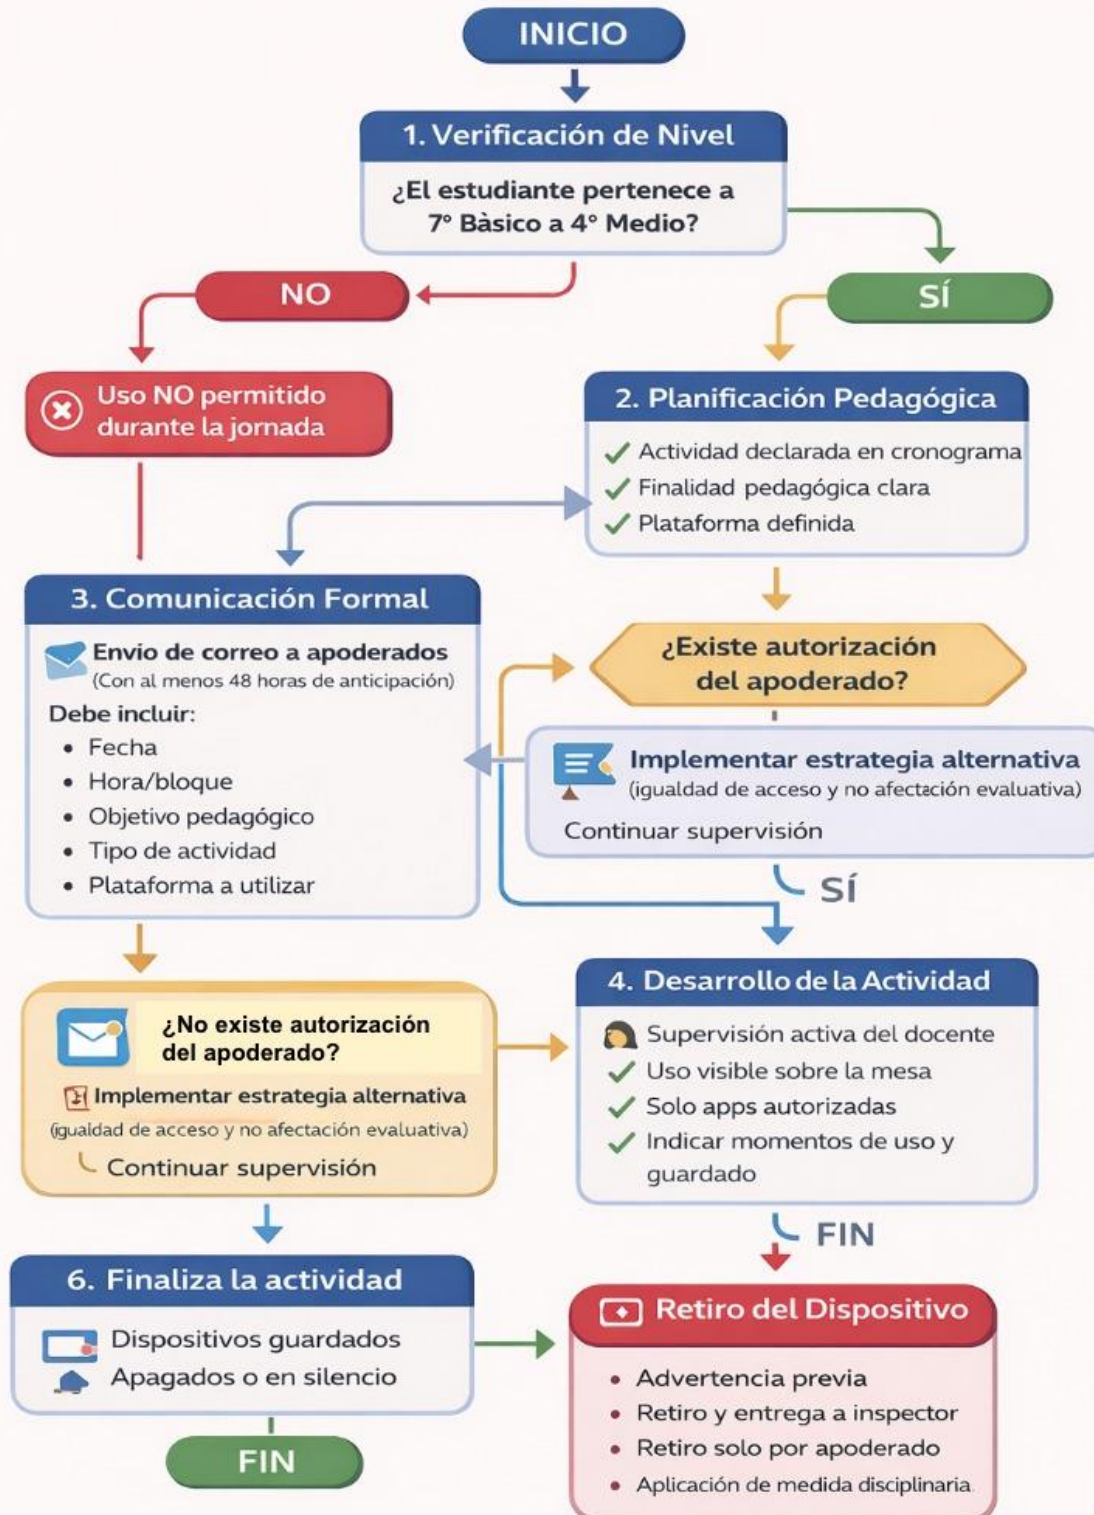 INICIO
1. Verificación de Nivel
¿El estudiante pertenece a
7° Bàsico a 4° Medio?
NO
SÍ
Uso NO permitido
durante la jornada
2. Planificación Pedagógica
Actividad declarada en cronograma
Finalidad pedagógica clara
Plataforma definida
3. Comunicación Formal
Envio de correo a apoderados
(Con al menos 48 horas de anticipación)
Debe incluir:
• Fecha
• Hora/bloque
• Objetivo pedagógico
• Tipo de actividad
• Plataforma a utilizar
¿Existe autorización
del apoderado?
Implementar estrategia alternativa
(igualdad de acceso y no afectación evaluativa)
Continuar supervisión
SÍ
¿No existe autorización
del apoderado?
Implementar estrategia alternativa
(igualdad de acceso y no afectación evaluativa)
Continuar supervisión
4. Desarrollo de la Actividad
Supervisión activa del docente
Uso visible sobre la mesa
Solo apps autorizadas
Indicar momentos de uso y
guardado
FIN
6. Finaliza la actividad
Dispositivos guardados
Apagados o en silencio
FIN
Retiro del Dispositivo
• Advertencia previa
• Retiro y entrega a inspector
• Retiro solo por apoderado
• Aplicación de medida disciplinaria.